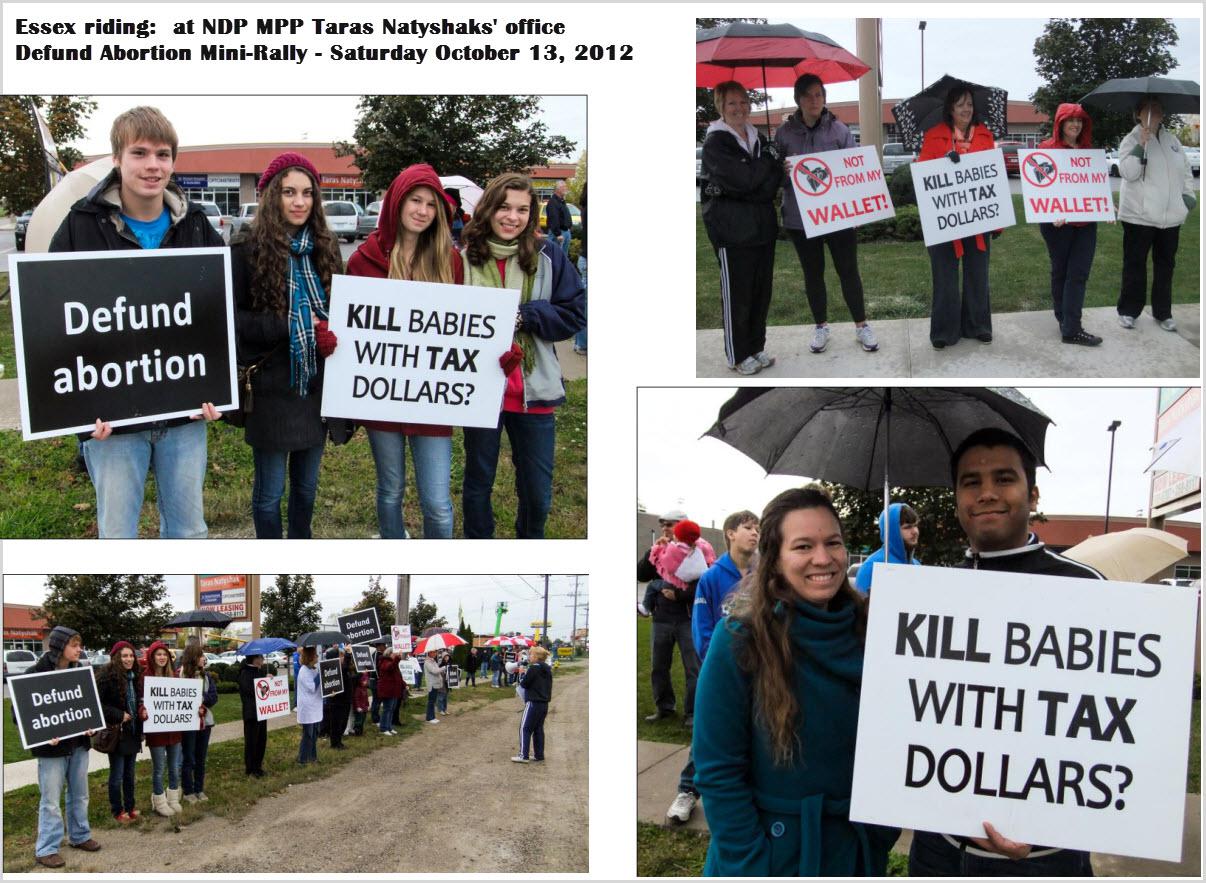 Essex riding: at NDP MPP Taras Natyshaks' office
Defund Abortion Mini-Rally - Saturday October 13, 2012
Defund
abortion
KILL BABIES
WITH TAX
DOLLARS?
NOT
FROM MY
WALLET!
KILL BABIES
WITH TAX
DOLLARS?
NOT
FROM MY
WALLET!
Taras Natyshak
NOW LEASING
Defund
abortion
KILL BABIES
WITH TAX
DOLLARS?
NOT
FROM MY
WALLET!
Defund
abortion
Defund
abortion
KILL BABIES
WITH TAX
DOLLARS?